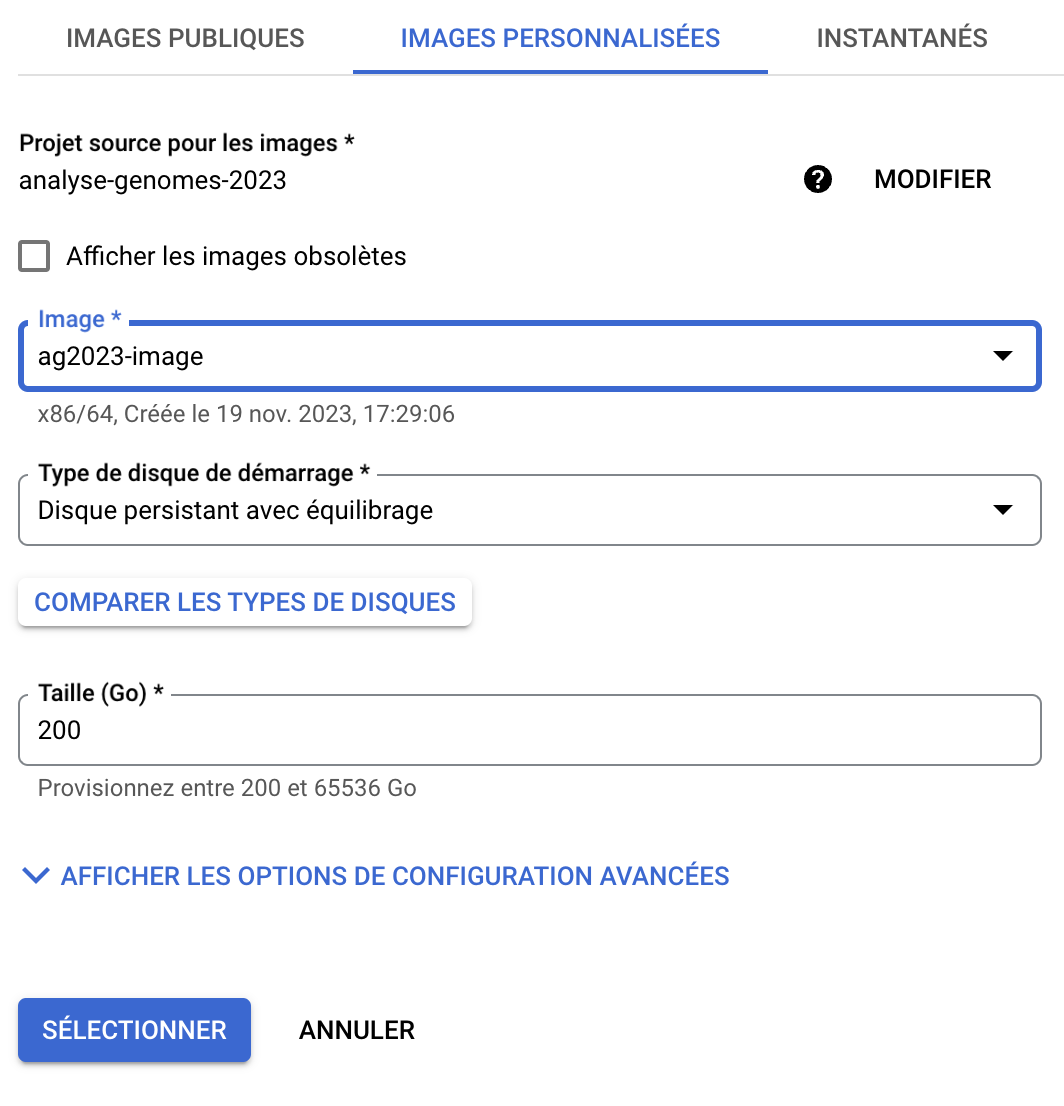 IMAGES PUBLIQUES IMAGES PERSONNALISÉES INSTANTANÉS
Projet source pour les images *
analyse-genomes-2023 ? MODIFIER
Afficher les images obsolètes
Image *
ag2023-image
x86/64, Créée le 19 nov. 2023, 17:29:06
Type de disque de démarrage *
Disque persistant avec équilibrage
COMPARER LES TYPES DE DISQUES
Taille (Go) *
200
Provisionnez entre 200 et 65536 Go
AFFICHER LES OPTIONS DE CONFIGURATION AVANCÉES
SÉLECTIONNER ANNULER